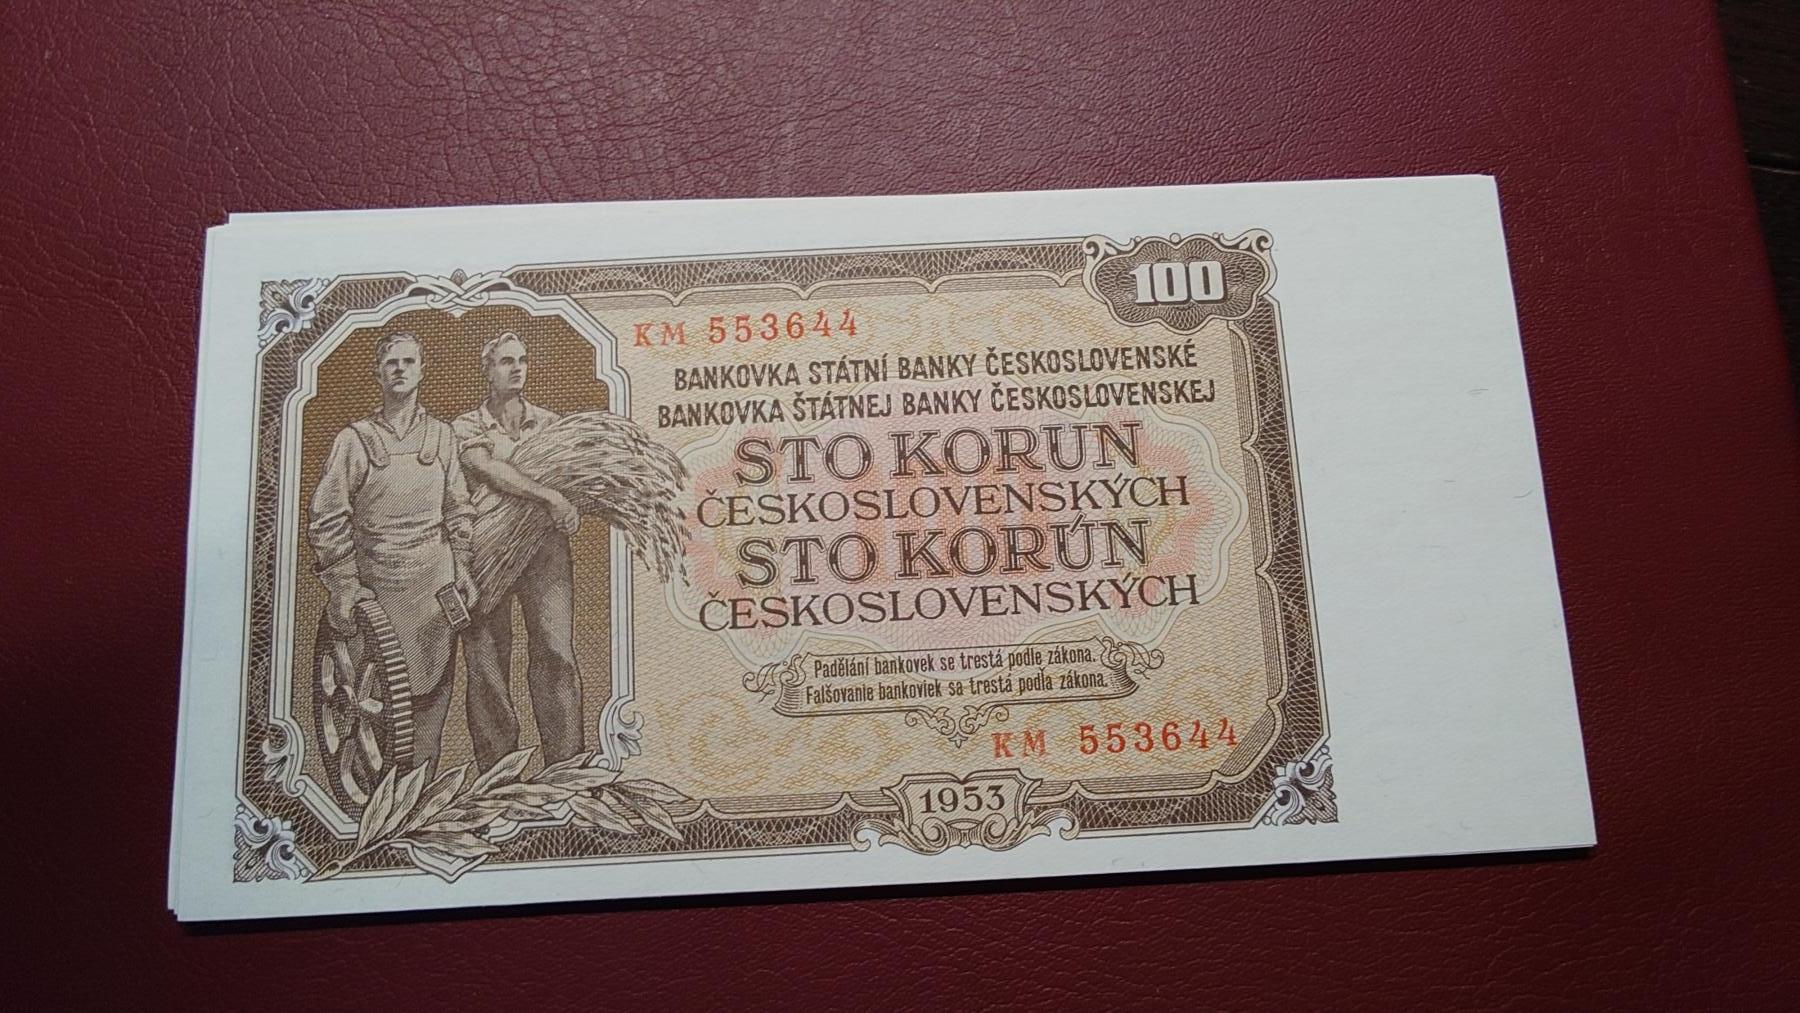 100
KM 553644
BANKOVKA STÁTNÍ BANKY ČESKOSLOVENSKÉ
BANKOVKA ŠTÁTNEJ BANKY ČESKOSLOVENSKEJ
STO KORUN
ČESKOSLOVENSKÝCH
STO KORÚN
ČESKOSLOVENSKÝCH
Padělání bankovek se trestá podle zákona.
Falšovanie bankoviek sa trestá podľa zákona.
KM 553644
1953